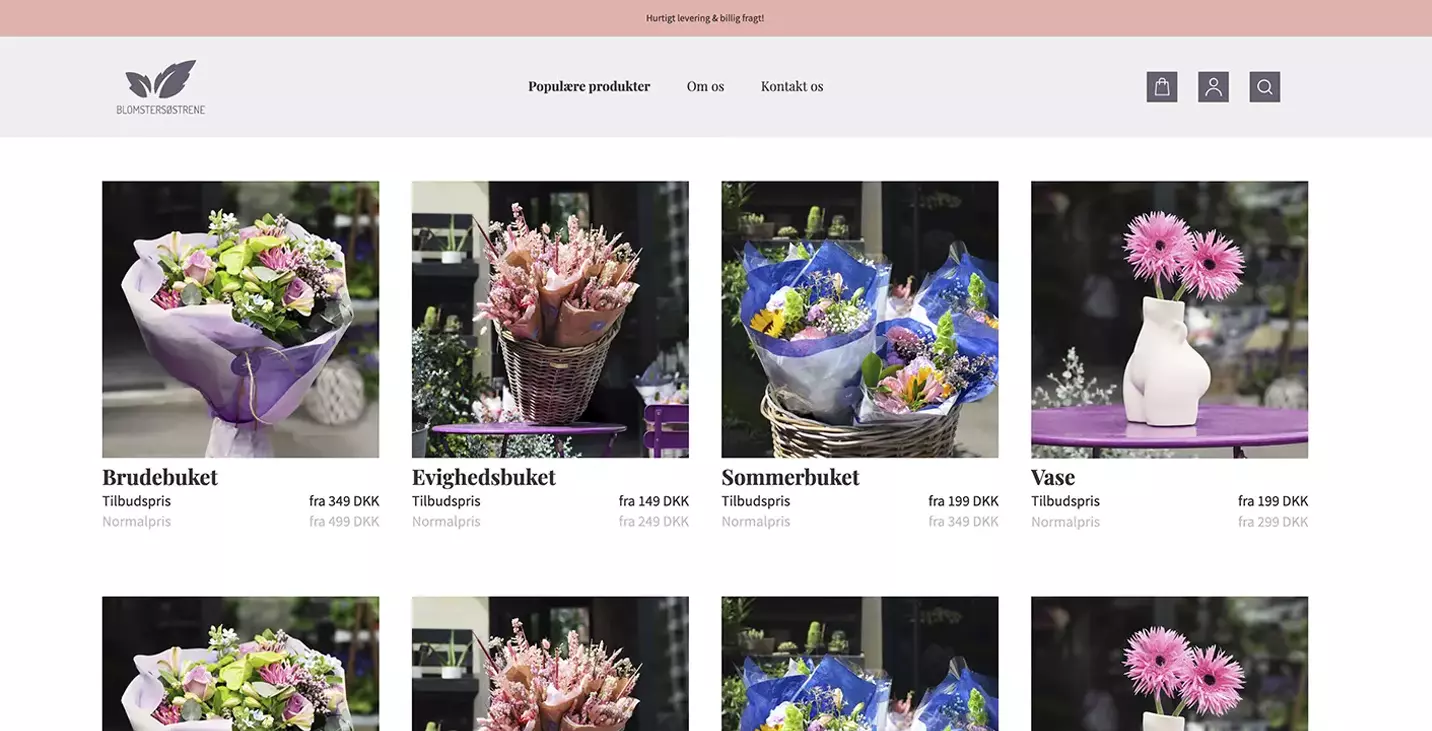 Hurtigt levering & billig fragt!
BLOMSTERSØSTRENE
Populære produkter Om os Kontakt os
Brudebuket
Tilbudspris fra 349 DKK
Normalpris fra 499 DKK
Evighedsbuket
Tilbudspris fra 149 DKK
Normalpris fra 249 DKK
Sommerbuket
Tilbudspris fra 199 DKK
Normalpris fra 349 DKK
Vase
Tilbudspris fra 199 DKK
Normalpris fra 299 DKK